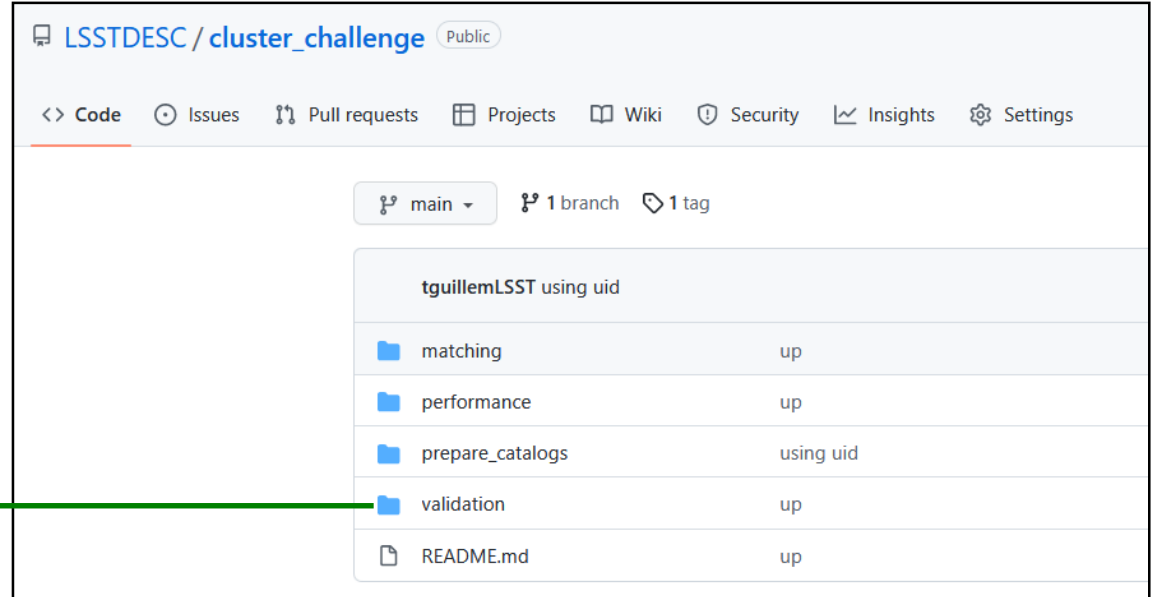 LSSTDESC / cluster_challenge Public
<> Code Issues Pull requests Projects Wiki Security Insights Settings
main 1 branch 1 tag
tguillemLSST using uid
matching up
performance up
prepare_catalogs using uid
validation up
README.md up